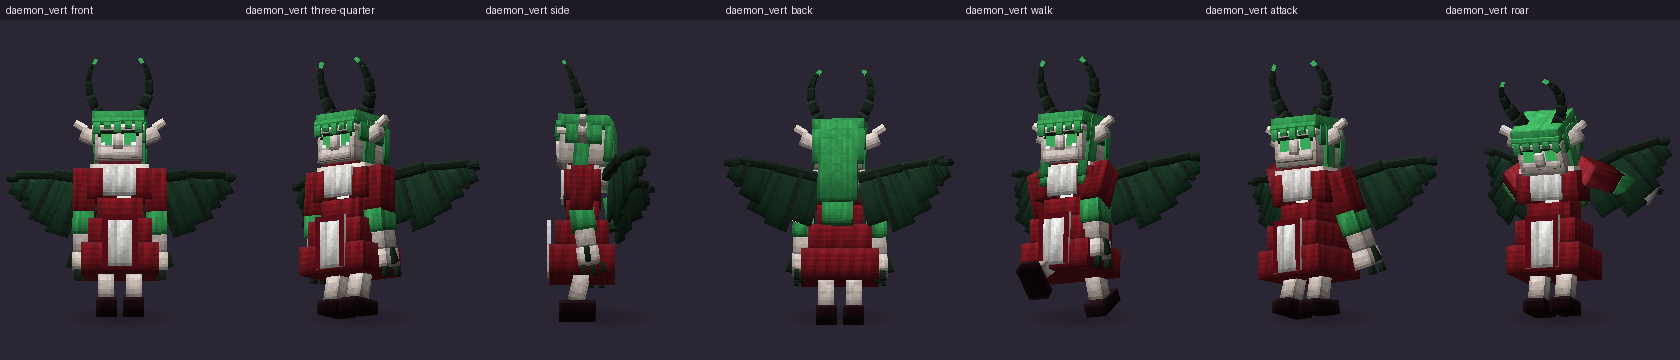 daemon_vert front
daemon_vert three-quarter
daemon_vert side
daemon_vert back
daemon_vert walk
daemon_vert attack
daemon_vert roar